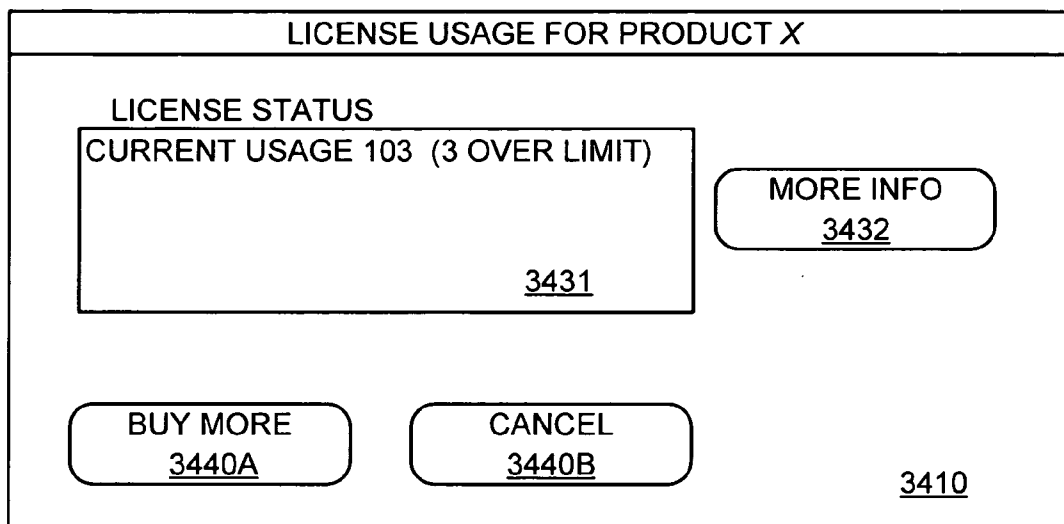 LICENSE USAGE FOR PRODUCT X
LICENSE STATUS
CURRENT USAGE 103 (3 OVER LIMIT)
3431
MORE INFO
3432
BUY MORE
3440A
CANCEL
3440B
3410